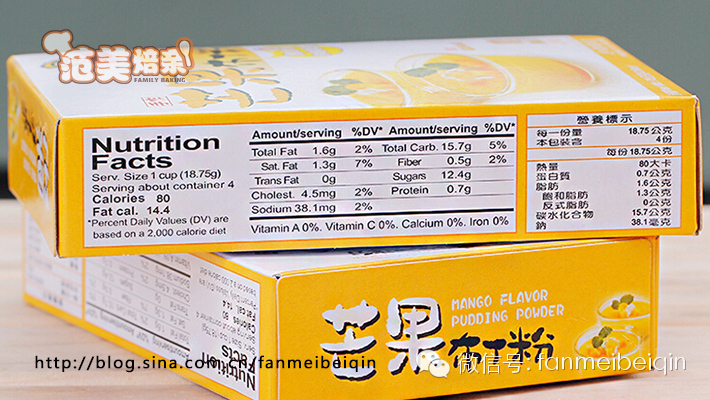 范美焙亲
FAMILY BAKING
Nutrition
Facts
Serv. Size 1 cup (18.75g)
Serving about container 4
Calories 80
Fat cal. 14.4
*Percent Daily Values (DV) are
based on a 2,000 calorie diet
Amount/serving %DV* Amount/serving %DV*
Total Fat 1.6g 2% Total Carb. 15.7g 5%
Sat. Fat 1.3g 7% Fiber 0.5g 2%
Trans Fat 0g Sugars 12.4g
Cholest. 4.5mg 2% Protein 0.7g
Sodium 38.1mg 2%
Vitamin A 0%. Vitamin C 0%. Calcium 0%. Iron 0%
營養標示
每一份量 18.75公克
本包裝含 4份
每份18.75公克
熱量 80大卡
蛋白質 0.7公克
脂肪 1.6公克
飽和脂肪 1.3公克
反式脂肪 0公克
碳水化合物 15.7公克
鈉 38.1毫克
MANGO FLAVOR
PUDDING POWDER
芒果布丁粉
Nutrition
Facts
http://blog.sina.com.cn/fanmeibeiqin
微信号:fanmeibeiqin